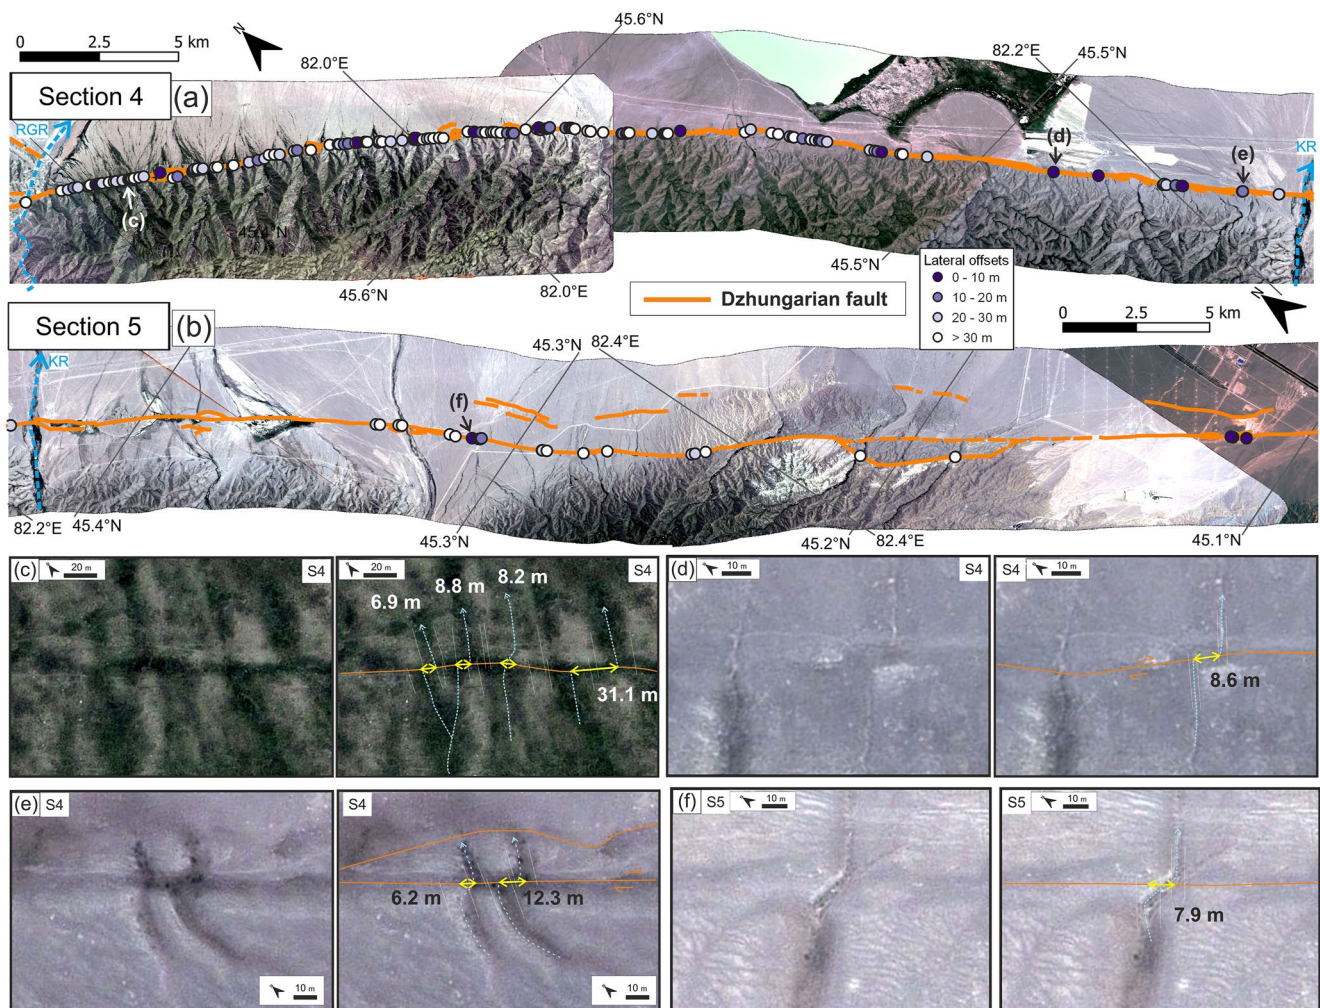 0 2.5 5 km
N
45.6°N
82.0°E
82.2°E
45.5°N
Section 4
(a)
RGR
(d)
(e)
KR
(c)
45.5°N
45.6°N
82.0°E
Lateral offsets
0 - 10 m
10 - 20 m
20 - 30 m
> 30 m
Dzhungarian fault
N
0 2.5 5 km
Section 5
(b)
KR
45.3°N 82.4°E
(f)
82.2°E 45.4°N
45.3°N
45.2°N 82.4°E
45.1°N
(c)
20 m
S4
20 m
S4
8.2 m
8.8 m
6.9 m
31.1 m
(d)
10 m
S4
S4
10 m
8.6 m
(e) S4
10 m
S4
6.2 m
12.3 m
10 m
(f) S5
10 m
S5
10 m
7.9 m